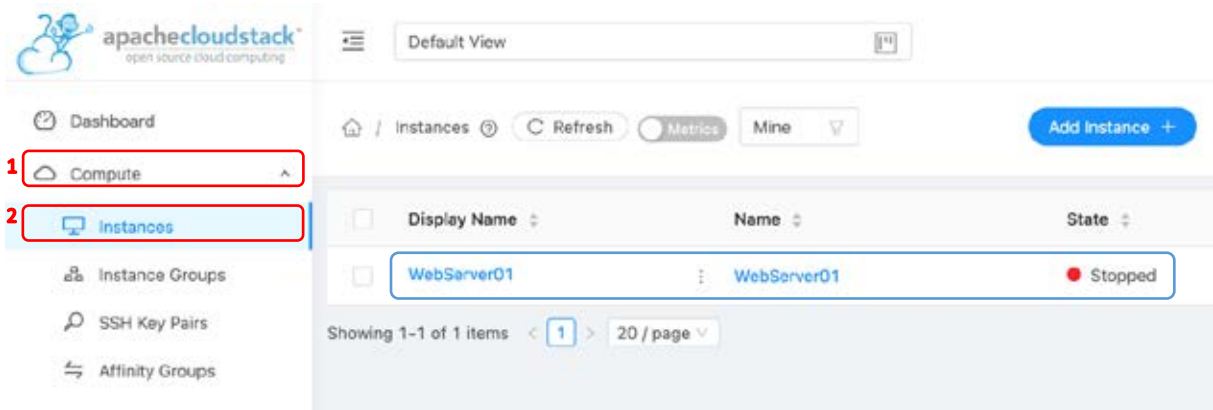 apachecloudstack™
open source cloud computing
Default View
Dashboard
Instances
Refresh
Metrics
Mine
Add Instance +
1
Compute
2
Instances
Display Name
Name
State
WebServer01
WebServer01
Stopped
Instance Groups
SSH Key Pairs
Showing 1-1 of 1 items < 1 > 20 / page
Affinity Groups